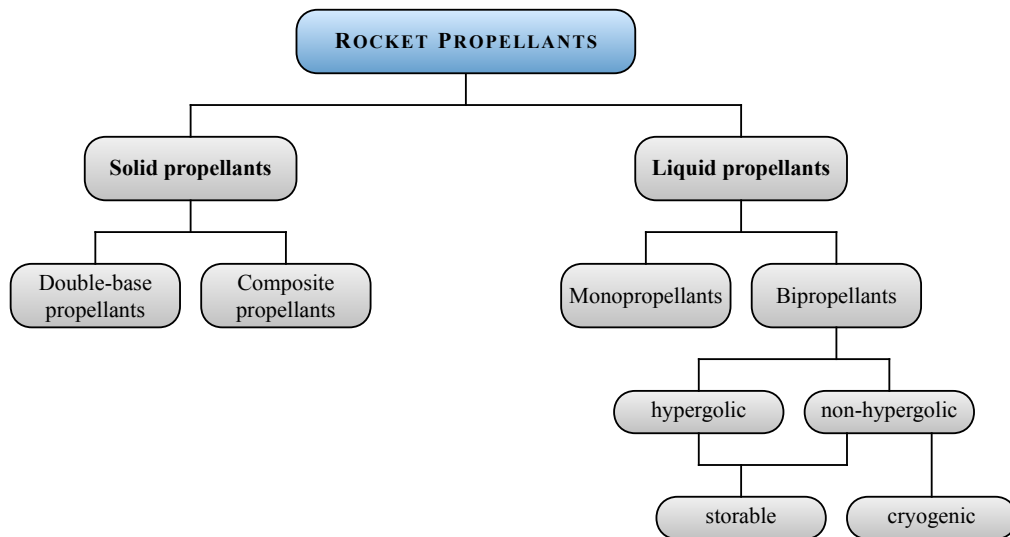 ROCKET PROPELLANTS
Solid propellants
Liquid propellants
Double-base
propellants
Composite
propellants
Monopropellants
Bipropellants
hypergolic
non-hypergolic
storable
cryogenic